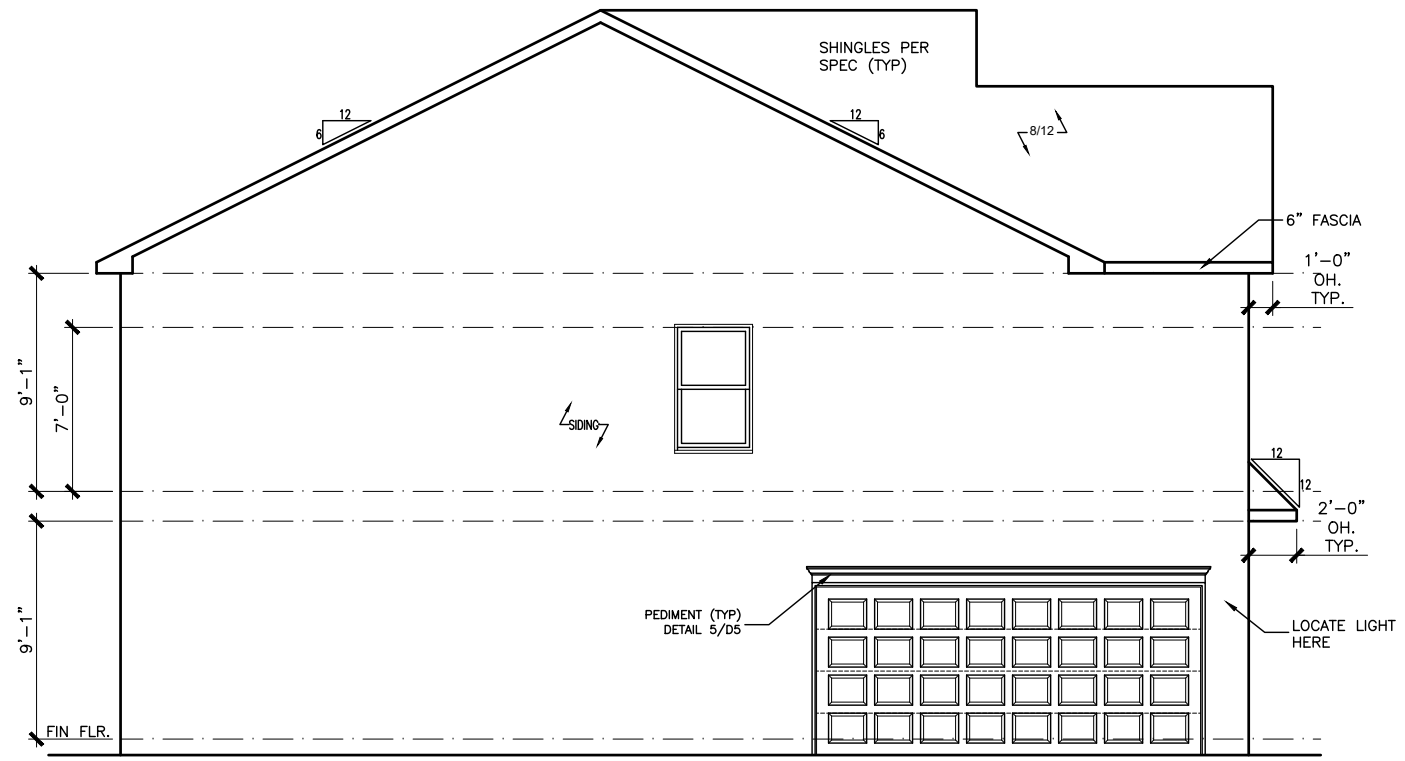 SHINGLES PER
SPEC (TYP)
12
6
12
6
8/12
6" FASCIA
1'-0"
OH.
TYP.
9'-1"
7'-0"
SIDING
12
12
2'-0"
OH.
TYP.
9'-1"
PEDIMENT (TYP)
DETAIL 5/D5
LOCATE LIGHT
HERE
FIN FLR.